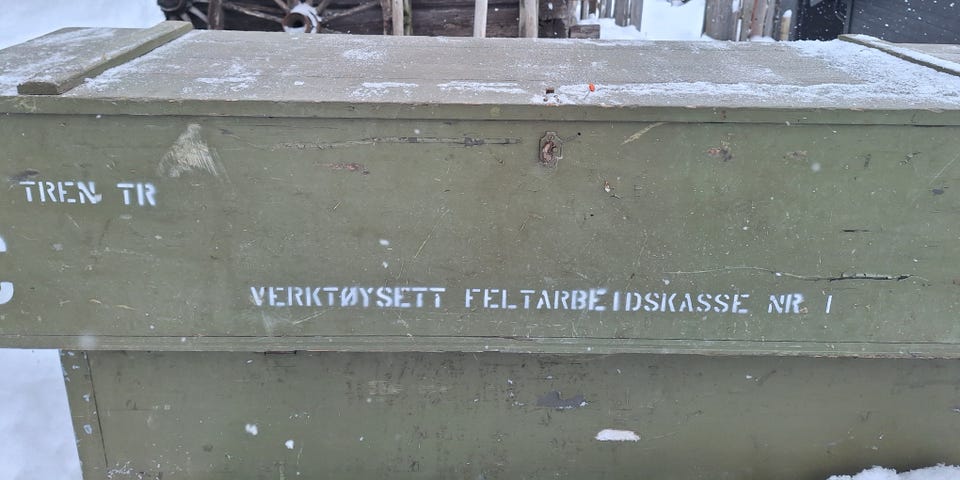 TREN TR
VERKTØYSETT FELTARBEIDSKASSE NR 1